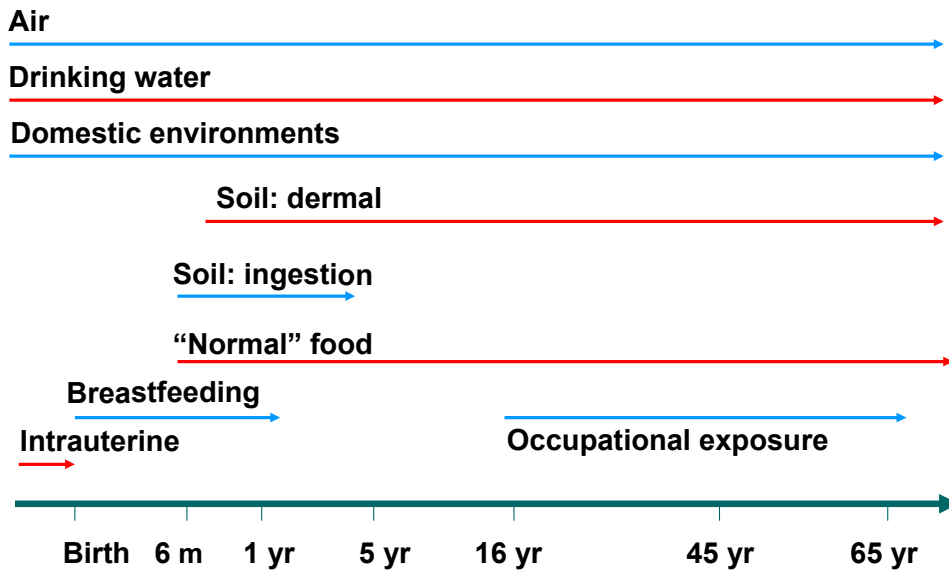 Air
Drinking water
Domestic environments
Soil: dermal
Soil: ingestion
“Normal” food
Breastfeeding
Intrauterine
Occupational exposure
Birth 6 m 1 yr 5 yr 16 yr 45 yr 65 yr